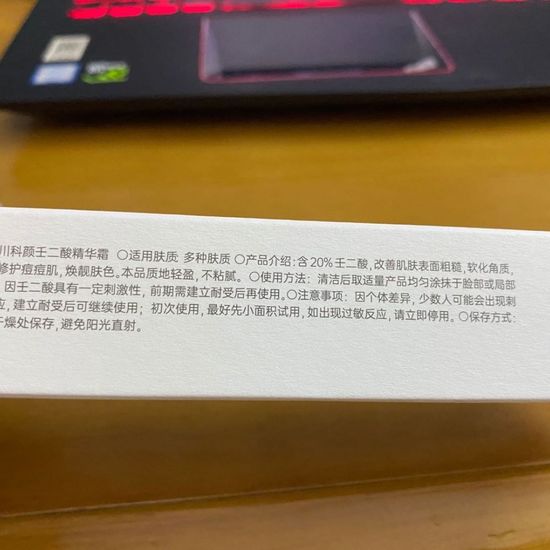 川科颜壬二酸精华霜 ○适用肤质: 多种肤质 ○产品介绍: 含20%壬二酸, 改善肌肤表面粗糙, 软化角质,
修护痘痘肌, 焕靓肤色。本品质地轻盈, 不粘腻。○使用方法: 清洁后取适量产品均匀涂抹于脸部或局部
因壬二酸具有一定刺激性, 前期需建立耐受后再使用。○注意事项: 因个体差异, 少数人可能会出现刺
应, 建立耐受后可继续使用; 初次使用, 最好先小面积试用, 如出现过敏反应, 请立即停用。○保存方式:
干燥处保存, 避免阳光直射。